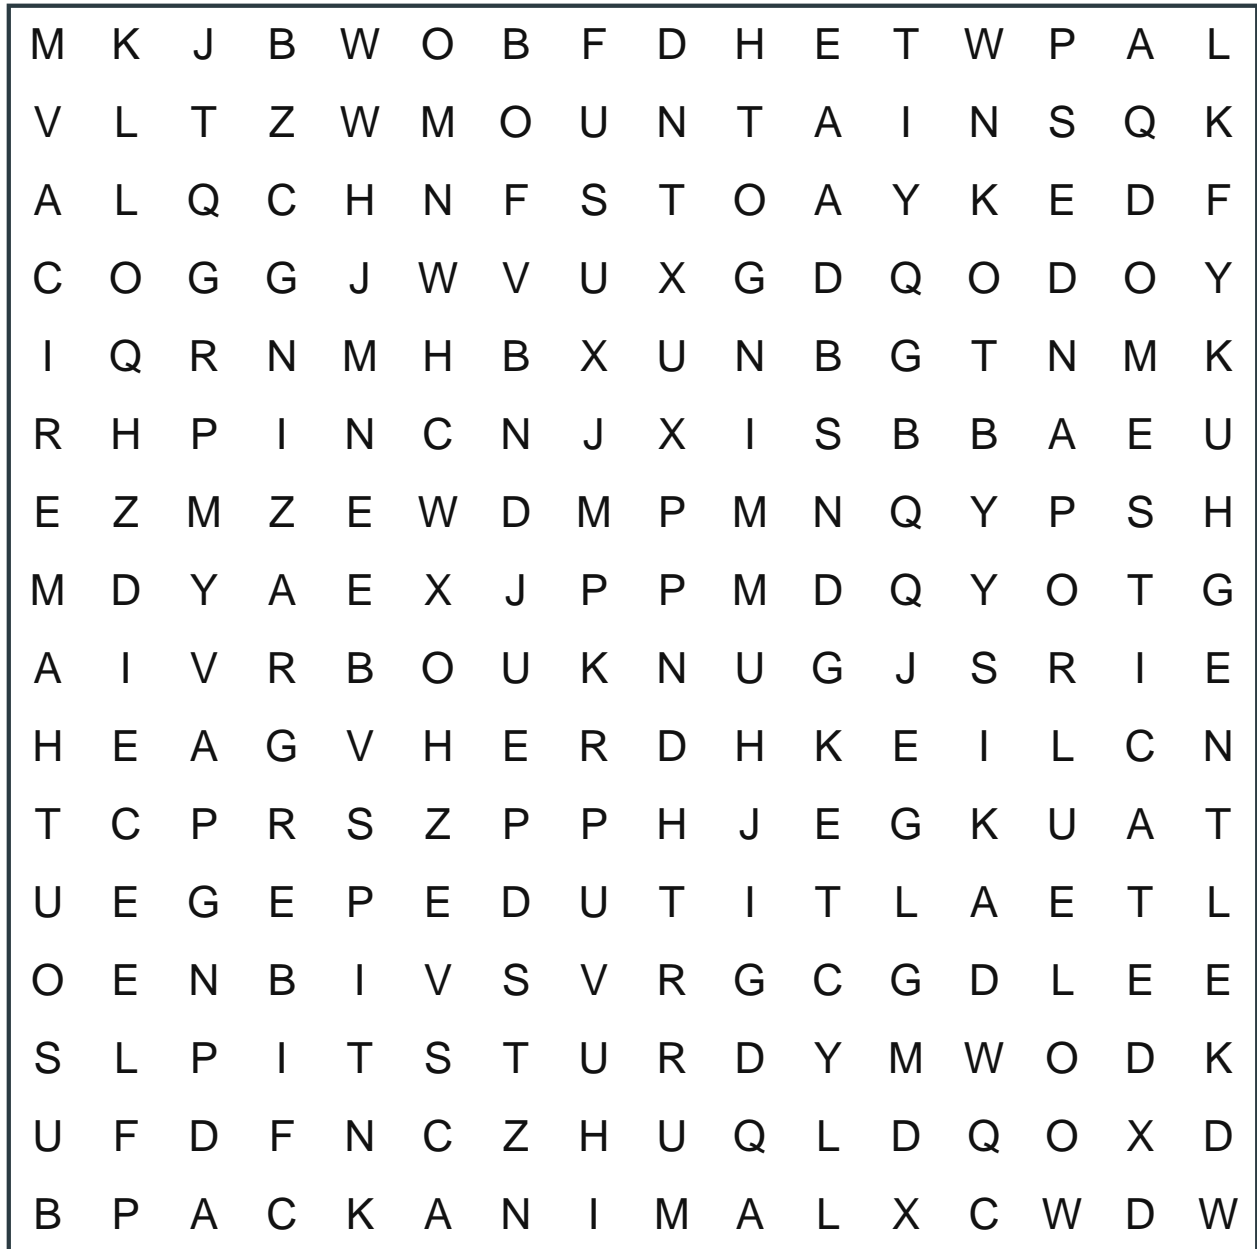 M K J B W O B F D H E T W P A L
V L T Z W M O U N T A I N S Q K
A L Q C H N F S T O A Y K E D F
C O G G J W V U X G D Q O D O Y
I Q R N M H B X U N B G T N M K
R H P I N C N J X I S B B A E U
E Z M Z E W D M P M N Q Y P S H
M D Y A E X J P P M D Q Y O T G
A I V R B O U K N U G J S R I E
H E A G V H E R D H K E I L C N
T C P R S Z P P H J E G K U A T
U E G E P E D U T I T L A E T L
O E N B I V S V R G C G D L E E
S L P I T S T U R D Y M W O D K
U F D F N C Z H U Q L D Q O X D
B P A C K A N I M A L X C W D W